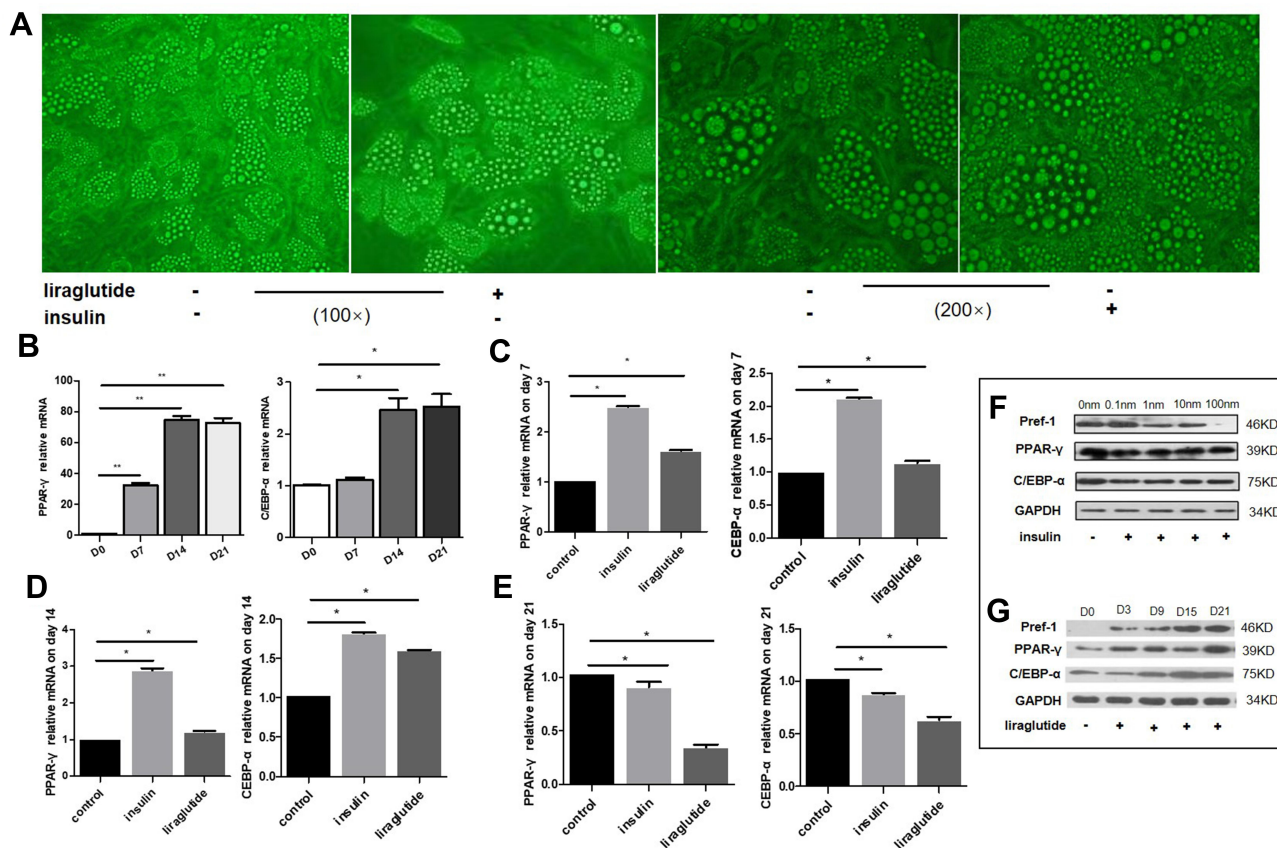 A
liraglutide - + - -
insulin - (100×) - - (200×) +
B
PPAR-γ relative mRNA
100
80
60
40
20
0
** ** **
D0 D7 D14 D21
C/EBP-α relative mRNA
3
2
1
0
* *
D0 D7 D14 D21
C
PPAR-γ relative mRNA on day 7
3
2
1
0
* *
control insulin liraglutide
CEBP-α relative mRNA on day 7
2.5
2.0
1.5
1.0
0.5
0.0
* *
control insulin liraglutide
D
PPAR-γ relative mRNA on day 14
4
3
2
1
0
* *
control insulin liraglutide
CEBP-α relative mRNA on day 14
2.0
1.5
1.0
0.5
0.0
* *
control insulin liraglutide
E
PPAR-γ relative mRNA on day 21
1.5
1.0
0.5
0.0
* *
control insulin liraglutide
CEBP-α relative mRNA on day 21
1.5
1.0
0.5
0.0
* *
control insulin liraglutide
F
0nm 0.1nm 1nm 10nm 100nm
Pref-1 46KD
PPAR-γ 39KD
C/EBP-α 75KD
GAPDH 34KD
insulin - + + + +
G
D0 D3 D9 D15 D21
Pref-1 46KD
PPAR-γ 39KD
C/EBP-α 75KD
GAPDH 34KD
liraglutide - + + + +